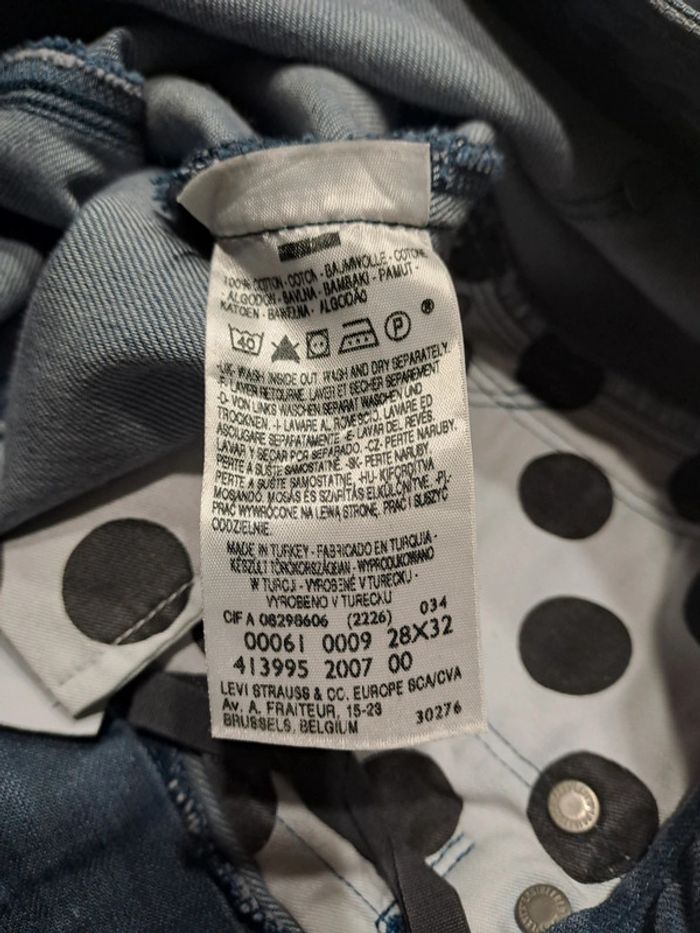 100% COTTON - COTON - BAUMWOLLE - COTONE
- ALGODON - BAVLNA - BAMBAKI - PAMUT -
KATOEN - BAWEŁNA - ALGODÃO
40 P ®
-UK- WASH INSIDE OUT WASH AND DRY SEPARATELY.
-F- LAVER RETOURNE. LAVER ET SECHER SEPAREMENT
-D- VON LINKS WASCHEN SEPARAT WASCHEN UND
TROCKNEN. -I- LAVARE AL ROVESCIO. LAVARE ED
ASCIUGARE SEPARATAMENTE -E- LAVAR DEL REVÉS.
LAVAR Y SECAR POR SEPARADO. -CZ- PERTE NARUBY.
PERTE A SUŠTE SAMOSTATNĚ. -SK- PERTE NARUBY.
PERTE A SUŠTE SAMOSTATNE. -HU- KIFORDÍTVA
MOSANDÓ. MOSÁS ÉS SZÁRÍTÁS ELKÜLÖNÍTVE. -PL-
PRAĆ WYWRÓCONE NA LEWĄ STRONĘ, PRAĆ I SUSZYĆ
ODDZIELNIE.
MADE IN TURKEY - FABRICADO EN TURQUIA -
KÉSZÜLT TÖRÖKORSZÁGBAN - WYPRODUKOWANO
W TURCJI - VYROBENÉ V TURECKU -
VYROBENO V TURECKU
CIF A 08298606 (2226) 034
00061 0009 28X32
413995 2007 00
LEVI STRAUSS & CO. EUROPE SCA/CVA
Av. A. FRAITEUR, 15-23
BRUSSELS, BELGIUM 30276